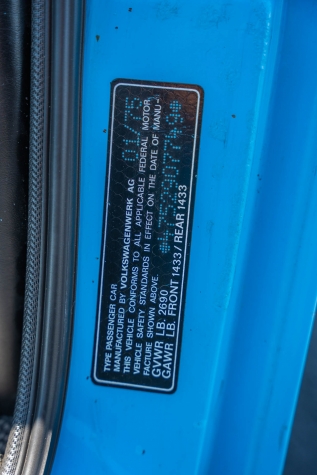 TYPE PASSENGER CAR
MANUFACTURED BY VOLKSWAGENWERK AG 01/75
THIS VEHICLE CONFORMS TO ALL APPLICABLE FEDERAL MOTOR
VEHICLE SAFETY STANDARDS IN EFFECT ON THE DATE OF MANU-
FACTURE SHOWN ABOVE.
GVWR LB. 2690
GAWR LB. FRONT 1433/REAR 1433